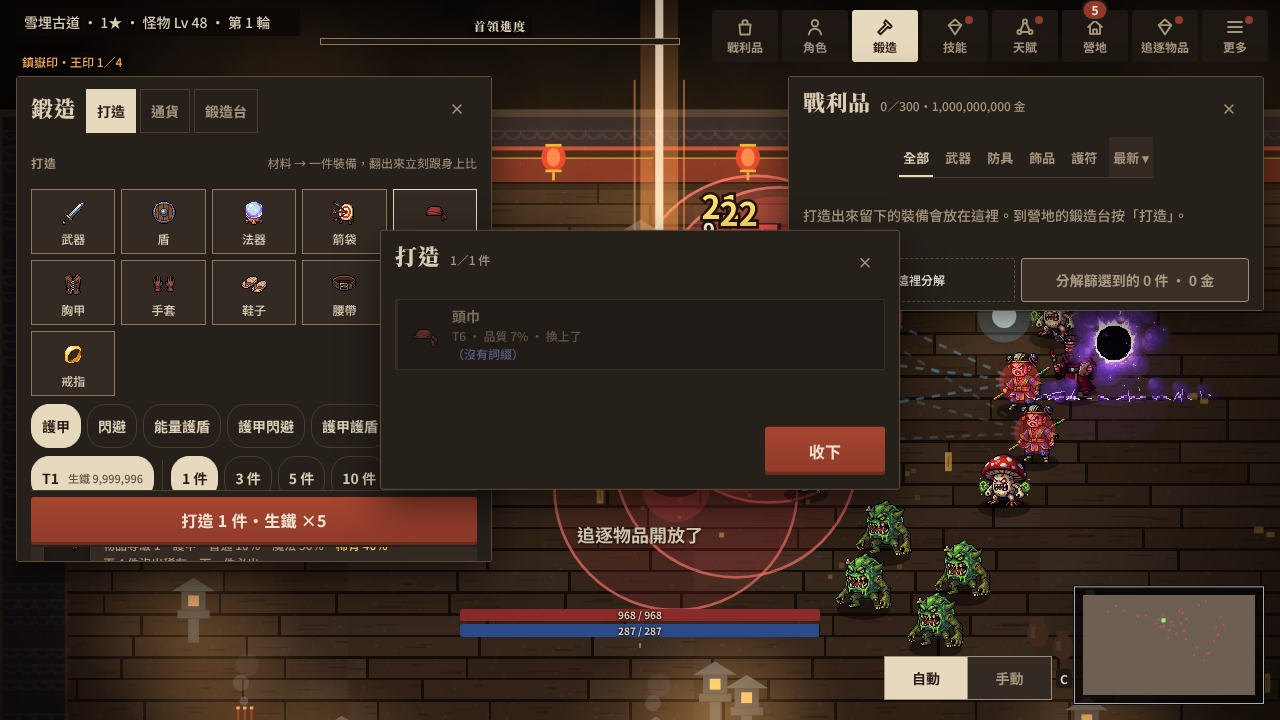 雪埋古道 · 1★ · 怪物 Lv 48 · 第 1 輪
鎮嶽印·王印 1／4
首領進度
戰利品
角色
鍛造
技能
天賦
5
營地
追逐物品
更多
鍛造
打造
通貨
鍛造台
×
打造
材料 → 一件裝備，翻出來立刻跟身上比
武器
盾
法器
箭袋
胸甲
手套
鞋子
腰帶
戒指
護甲
閃避
能量護盾
護甲閃避
護甲護盾
T1 生鐵 9,999,996
1 件
3 件
5 件
10 件
打造 1 件·生鐵 ×5
戰利品 0／300·1,000,000,000 金
×
全部
武器
防具
飾品
護符
最新 ▾
打造出來留下的裝備會放在這裡。到營地的鍛造台按「打造」。
這裡分解
分解篩選到的 0 件 · 0 金
222
打造 1／1 件
×
頭巾
T6 · 品質 7% · 換上了
（沒有詞綴）
收下
追逐物品開放了
968 / 968
287 / 287
自動
手動
C